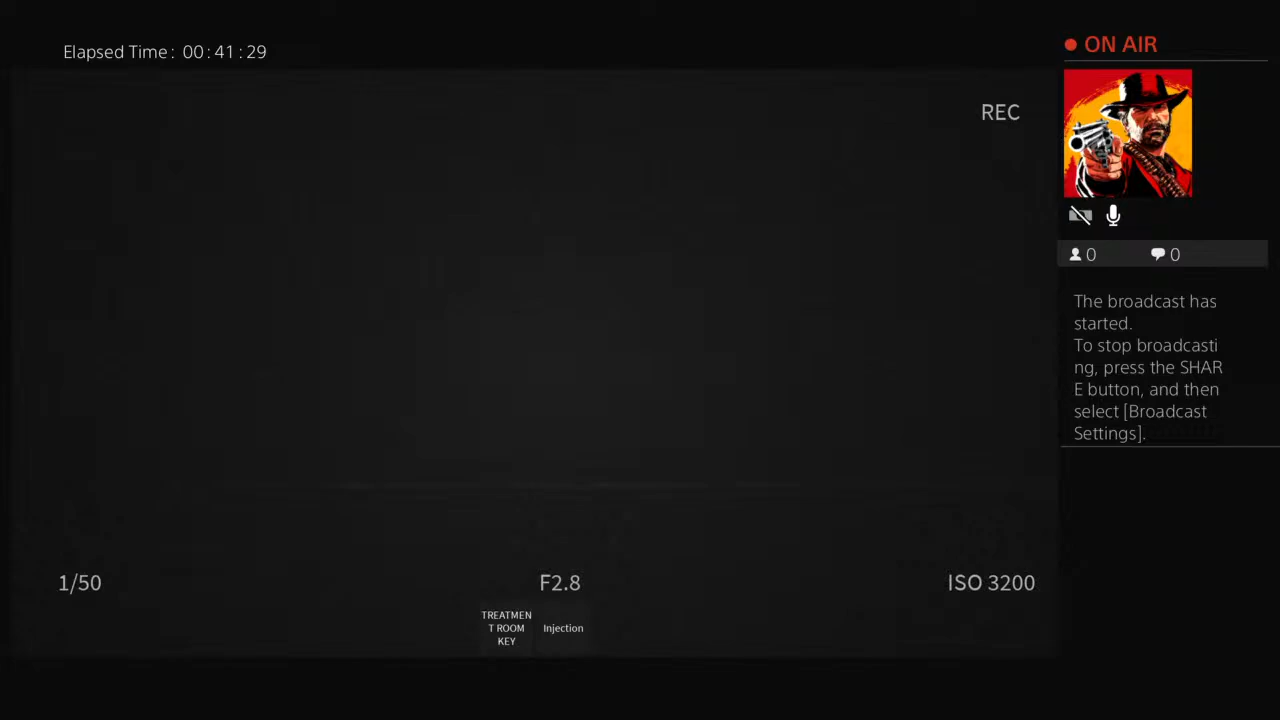 Elapsed Time: 00:41:29
ON AIR
REC
0
0
The broadcast has
started.
To stop broadcasti
ng, press the SHAR
E button, and then
select [Broadcast
Settings].
1/50
F2.8
ISO 3200
TREATMEN
T ROOM
KEY
Injection